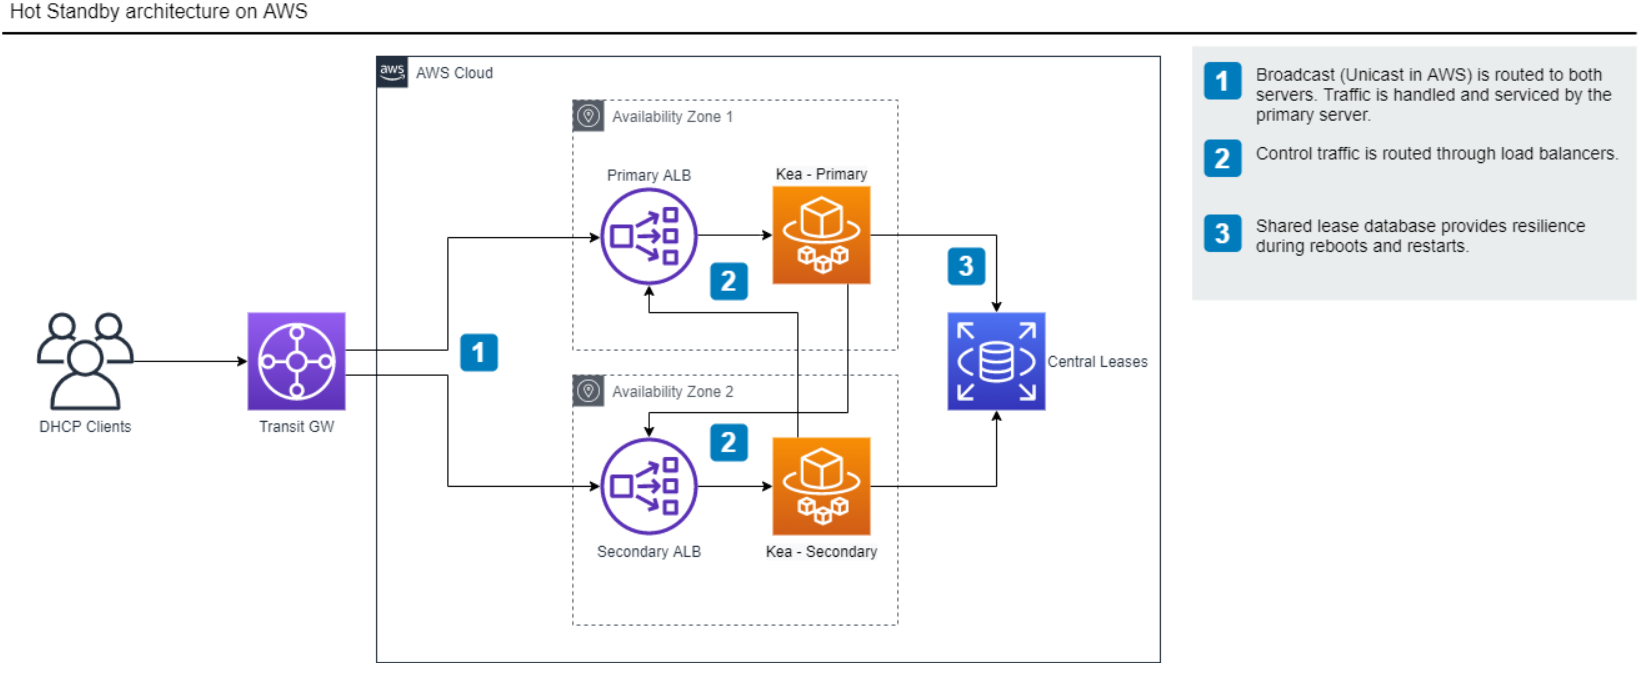 Hot Standby architecture on AWS
aws
AWS Cloud
Availability Zone 1
Primary ALB
Kea - Primary
2
3
1
DHCP Clients
Transit GW
Central Leases
Availability Zone 2
2
Secondary ALB
Kea - Secondary
1
Broadcast (Unicast in AWS) is routed to both
servers. Traffic is handled and serviced by the
primary server.
2
Control traffic is routed through load balancers.
3
Shared lease database provides resilience
during reboots and restarts.